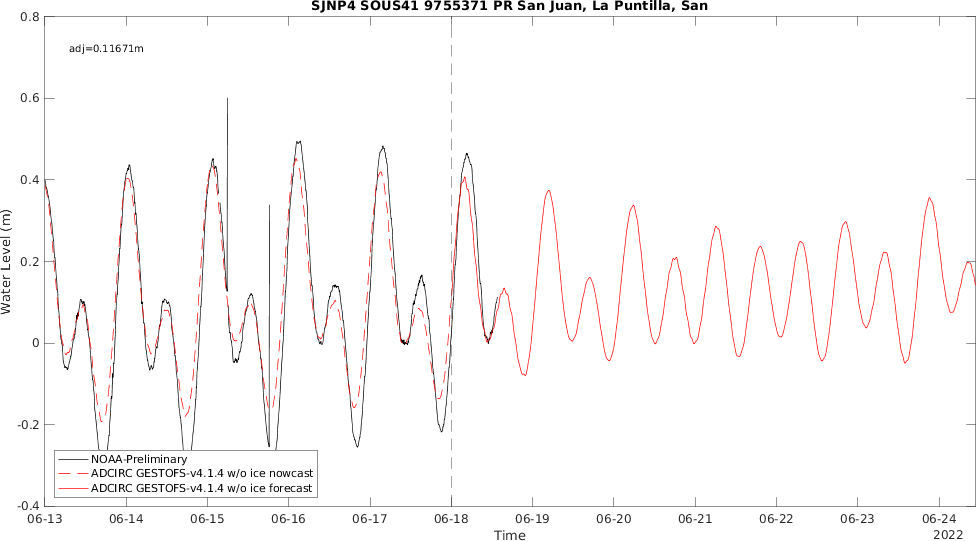 SJNP4 SOUS41 9755371 PR San Juan, La Puntilla, San
0.8
adj=0.11671m
0.6
0.4
0.2
0
-0.2
-0.4
Water Level (m)
NOAA-Preliminary
ADCIRC GESTOFS-v4.1.4 w/o ice nowcast
ADCIRC GESTOFS-v4.1.4 w/o ice forecast
06-13 06-14 06-15 06-16 06-17 06-18 06-19 06-20 06-21 06-22 06-23 06-24
Time
2022